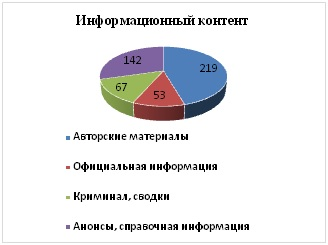 Информационный контент
142
219
67
53
Авторские материалы
Официальная информация
Криминал, сводки
Анонсы, справочная информация